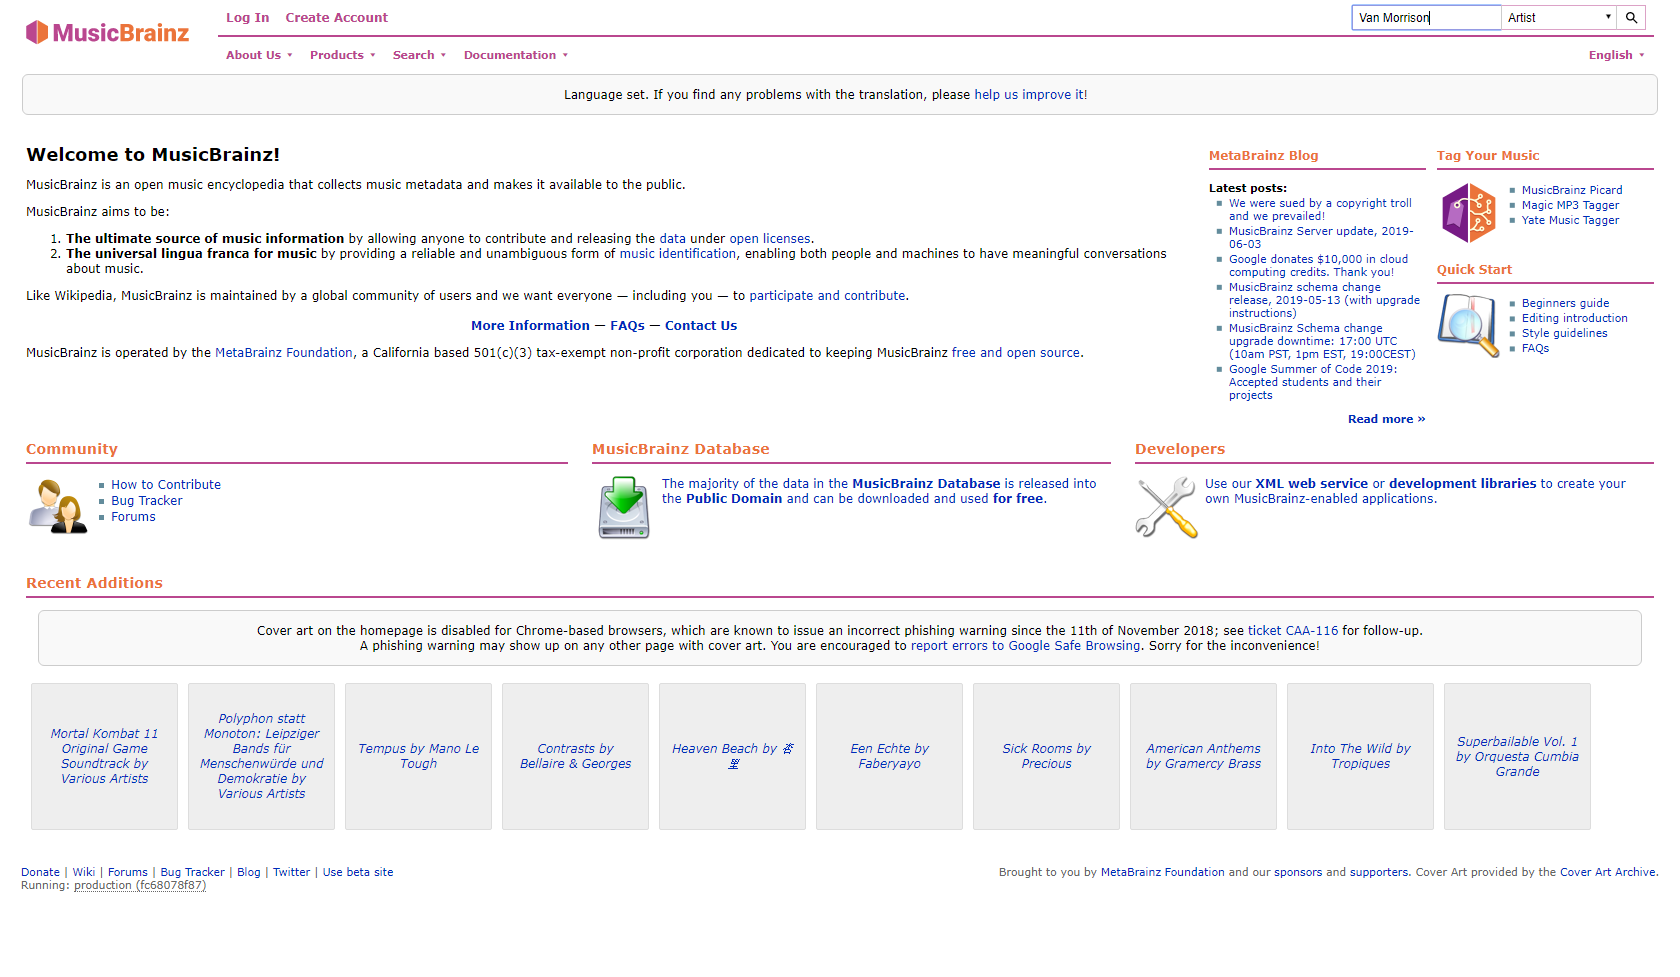 MusicBrainz
Log In Create Account
Van Morrison Artist
About Us Products Search Documentation English
Language set. If you find any problems with the translation, please help us improve it!
Welcome to MusicBrainz!
MusicBrainz is an open music encyclopedia that collects music metadata and makes it available to the public.
MusicBrainz aims to be:
1. The ultimate source of music information by allowing anyone to contribute and releasing the data under open licenses.
2. The universal lingua franca for music by providing a reliable and unambiguous form of music identification, enabling both people and machines to have meaningful conversations
about music.
Like Wikipedia, MusicBrainz is maintained by a global community of users and we want everyone — including you — to participate and contribute.
More Information — FAQs — Contact Us
MusicBrainz is operated by the MetaBrainz Foundation, a California based 501(c)(3) tax-exempt non-profit corporation dedicated to keeping MusicBrainz free and open source.
MetaBrainz Blog
Latest posts:
We were sued by a copyright troll
and we prevailed!
MusicBrainz Server update, 2019-
06-03
Google donates $10,000 in cloud
computing credits. Thank you!
MusicBrainz schema change
release, 2019-05-13 (with upgrade
instructions)
MusicBrainz Schema change
upgrade downtime: 17:00 UTC
(10am PST, 1pm EST, 19:00CEST)
Google Summer of Code 2019:
Accepted students and their
projects
Read more »
Tag Your Music
MusicBrainz Picard
Magic MP3 Tagger
Yate Music Tagger
Quick Start
Beginners guide
Editing introduction
Style guidelines
FAQs
Community
How to Contribute
Bug Tracker
Forums
MusicBrainz Database
The majority of the data in the MusicBrainz Database is released into
the Public Domain and can be downloaded and used for free.
Developers
Use our XML web service or development libraries to create your
own MusicBrainz-enabled applications.
Recent Additions
Cover art on the homepage is disabled for Chrome-based browsers, which are known to issue an incorrect phishing warning since the 11th of November 2018; see ticket CAA-116 for follow-up.
A phishing warning may show up on any other page with cover art. You are encouraged to report errors to Google Safe Browsing. Sorry for the inconvenience!
Mortal Kombat 11
Original Game
Soundtrack by
Various Artists
Polyphon statt
Monoton: Leipziger
Bands für
Menschenwürde und
Demokratie by
Various Artists
Tempus by Mano Le
Tough
Contrasts by
Bellaire & Georges
Heaven Beach by 杏
里
Een Echte by
Faberyayo
Sick Rooms by
Precious
American Anthems
by Gramercy Brass
Into The Wild by
Tropiques
Superbailable Vol. 1
by Orquesta Cumbia
Grande
Donate | Wiki | Forums | Bug Tracker | Blog | Twitter | Use beta site
Running: production (fc68078f87)
Brought to you by MetaBrainz Foundation and our sponsors and supporters. Cover Art provided by the Cover Art Archive.